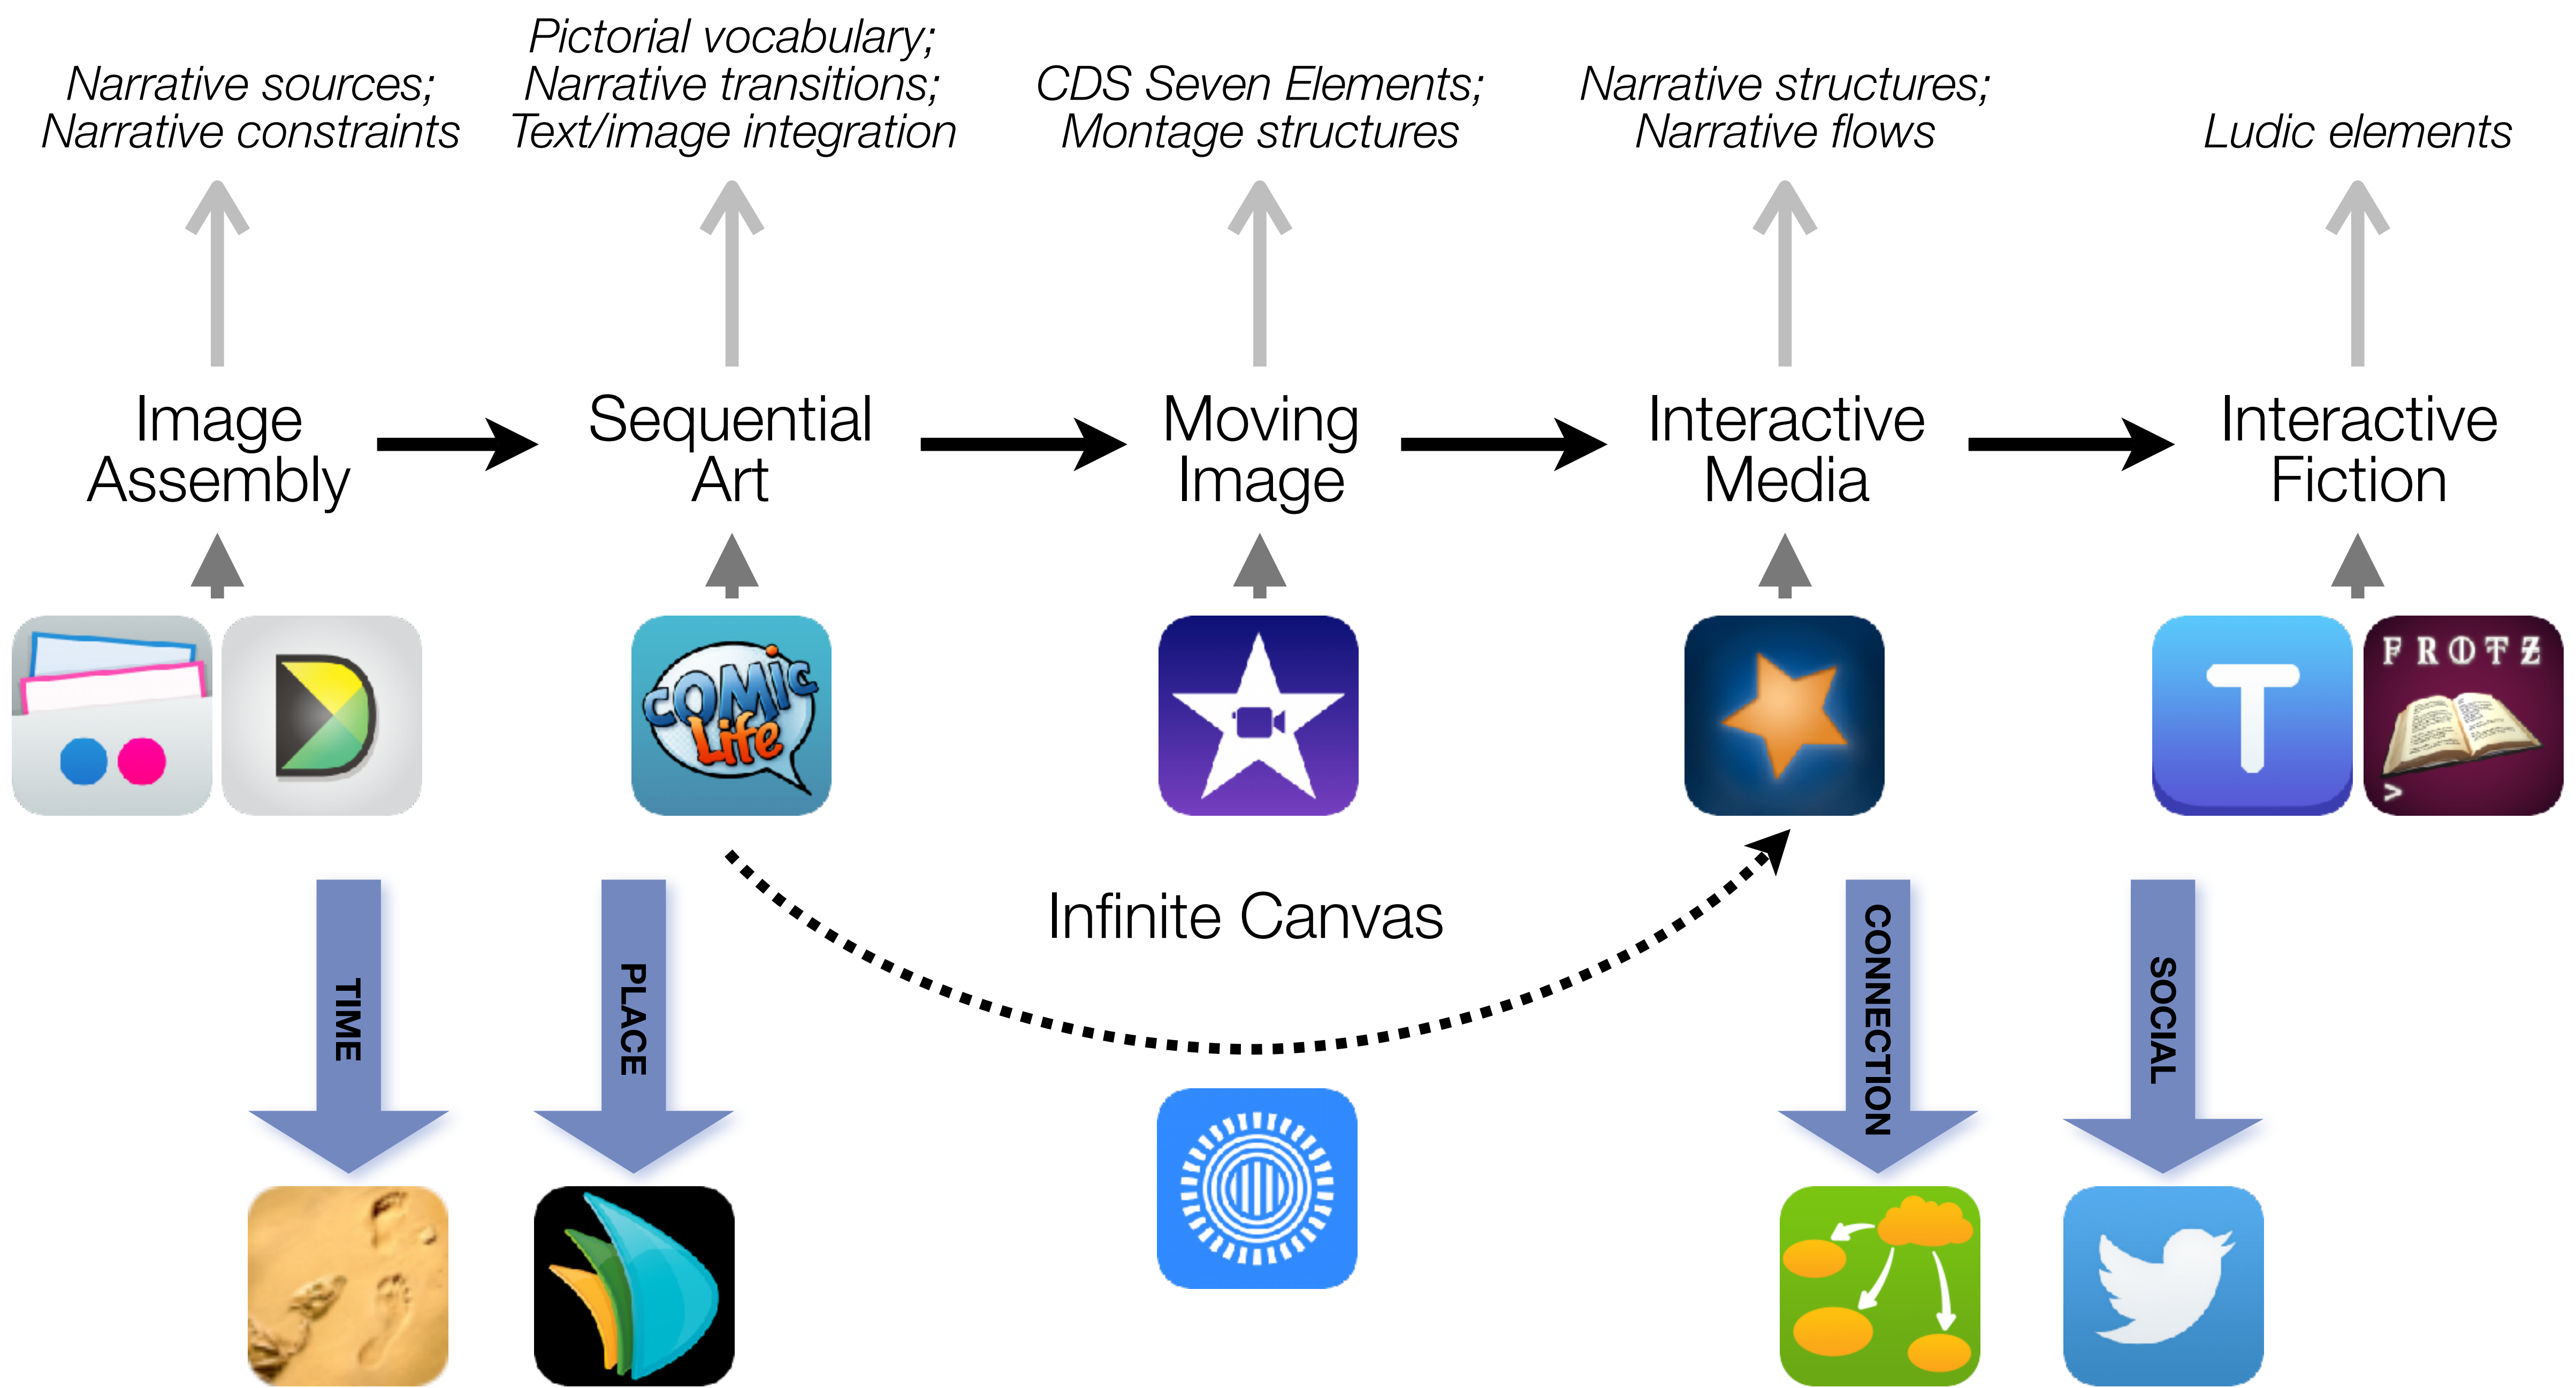 Narrative sources;
Narrative constraints
Pictorial vocabulary;
Narrative transitions;
Text/image integration
CDS Seven Elements;
Montage structures
Narrative structures;
Narrative flows
Ludic elements
Image
Assembly
Sequential
Art
Moving
Image
Interactive
Media
Interactive
Fiction
COMIC
Life
T
FROTZ
>
Infinite Canvas
TIME
PLACE
CONNECTION
SOCIAL